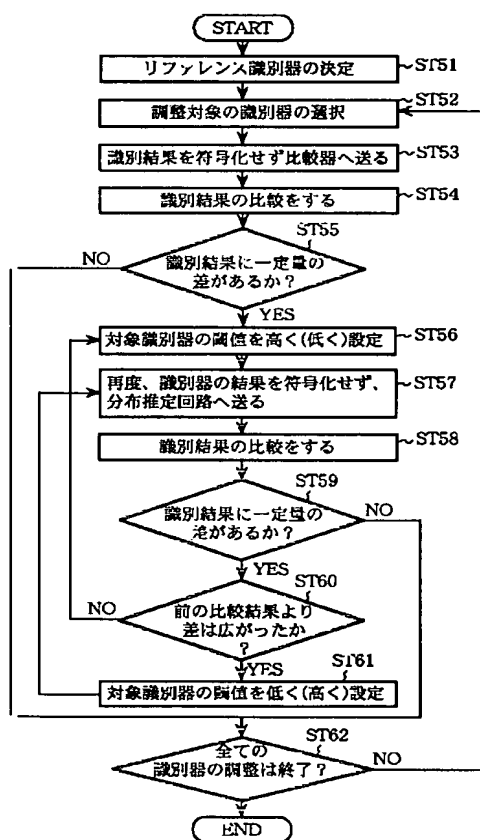 START
リファレンス識別器の決定
ST51
ST52
調整対象の識別器の選択
識別結果を符号化せず比較器へ送る
ST53
識別結果の比較をする
ST54
ST55
NO
識別結果に一定量の
差があるか？
YES
対象識別器の閾値を高く(低く)設定
ST56
再度、識別器の結果を符号化せず、
分布推定回路へ送る
ST57
識別結果の比較をする
ST58
ST59
識別結果に一定量の
差があるか？
NO
YES
ST60
NO
前の比較結果より
差は広がったか
？
YES
ST61
対象識別器の閾値を低く(高く)設定
ST62
全ての
識別器の調整は終了？
NO
END